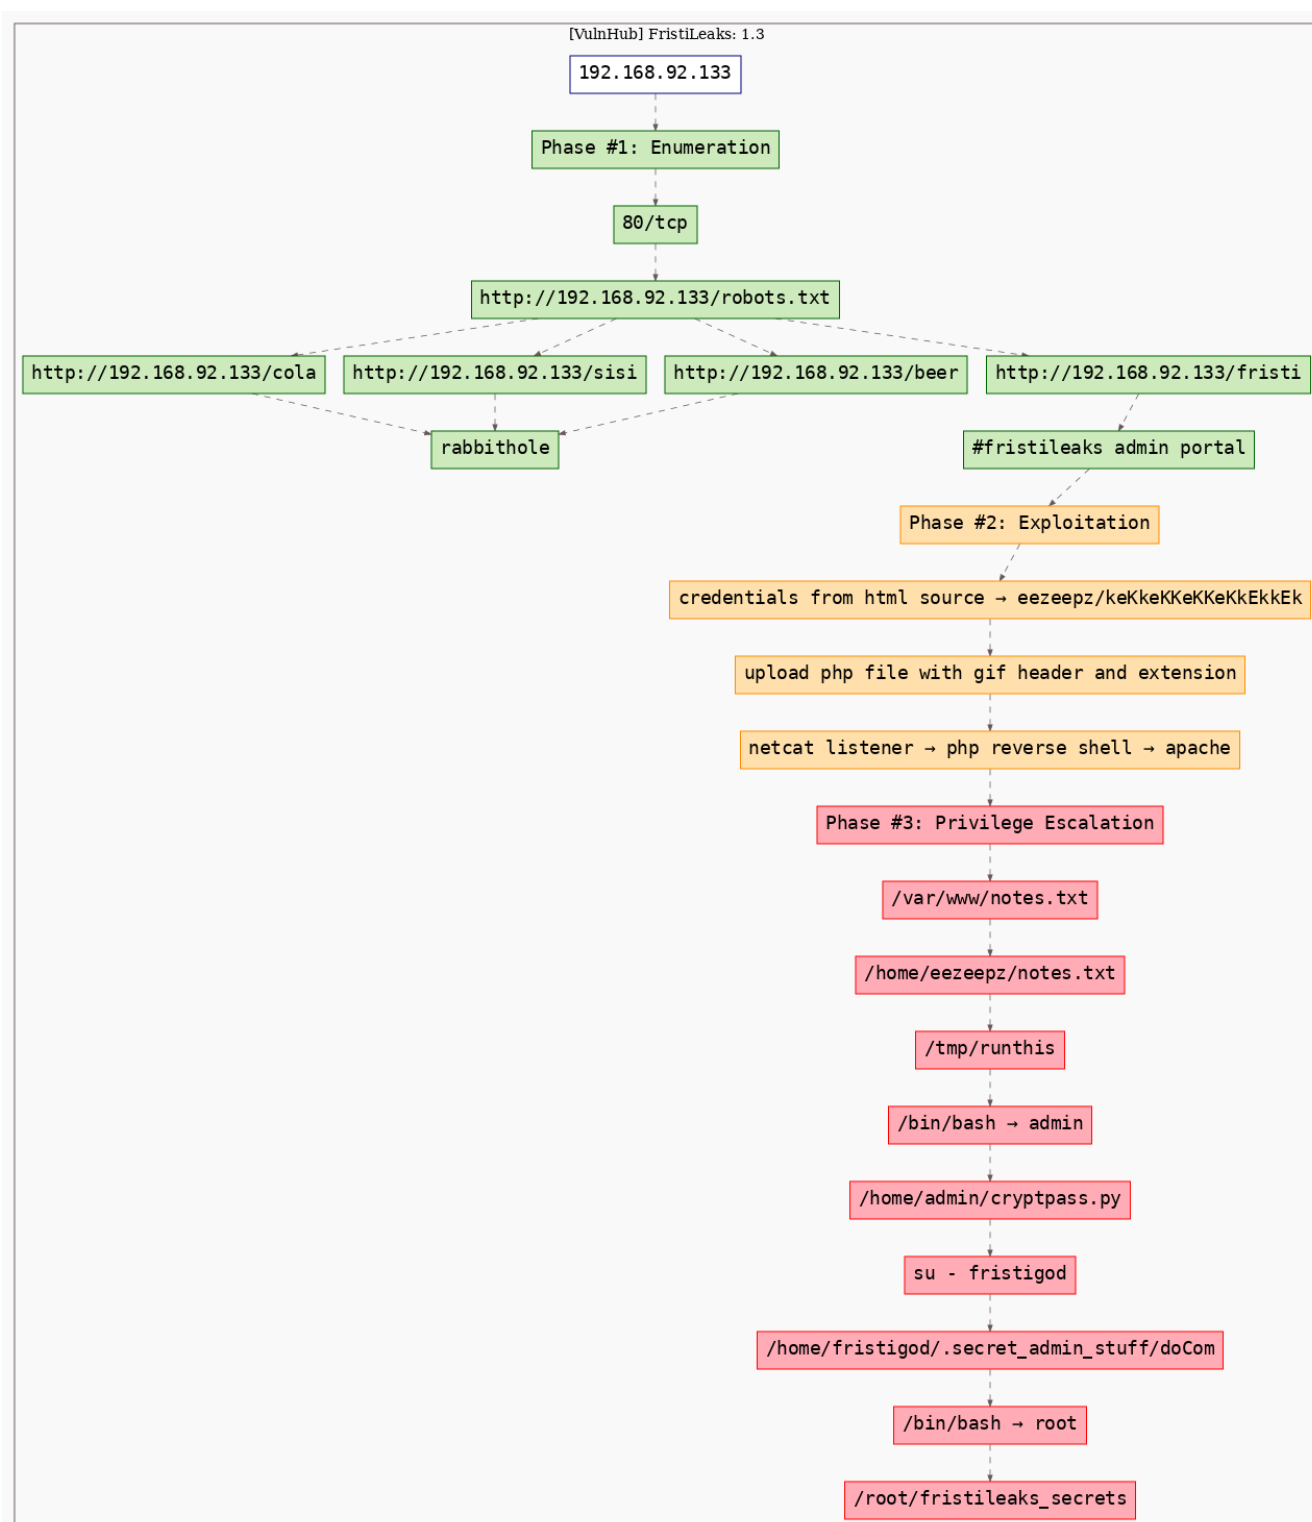 [VulnHub] FristiLeaks: 1.3
192.168.92.133
Phase #1: Enumeration
80/tcp
http://192.168.92.133/robots.txt
http://192.168.92.133/cola
http://192.168.92.133/sisi
http://192.168.92.133/beer
http://192.168.92.133/fristi
rabbithole
#fristileaks admin portal
Phase #2: Exploitation
credentials from html source → eezeepz/keKkeKKeKKeKkEkkEk
upload php file with gif header and extension
netcat listener → php reverse shell → apache
Phase #3: Privilege Escalation
/var/www/notes.txt
/home/eezeepz/notes.txt
/tmp/runthis
/bin/bash → admin
/home/admin/cryptpass.py
su - fristigod
/home/fristigod/.secret_admin_stuff/doCom
/bin/bash → root
/root/fristileaks_secrets